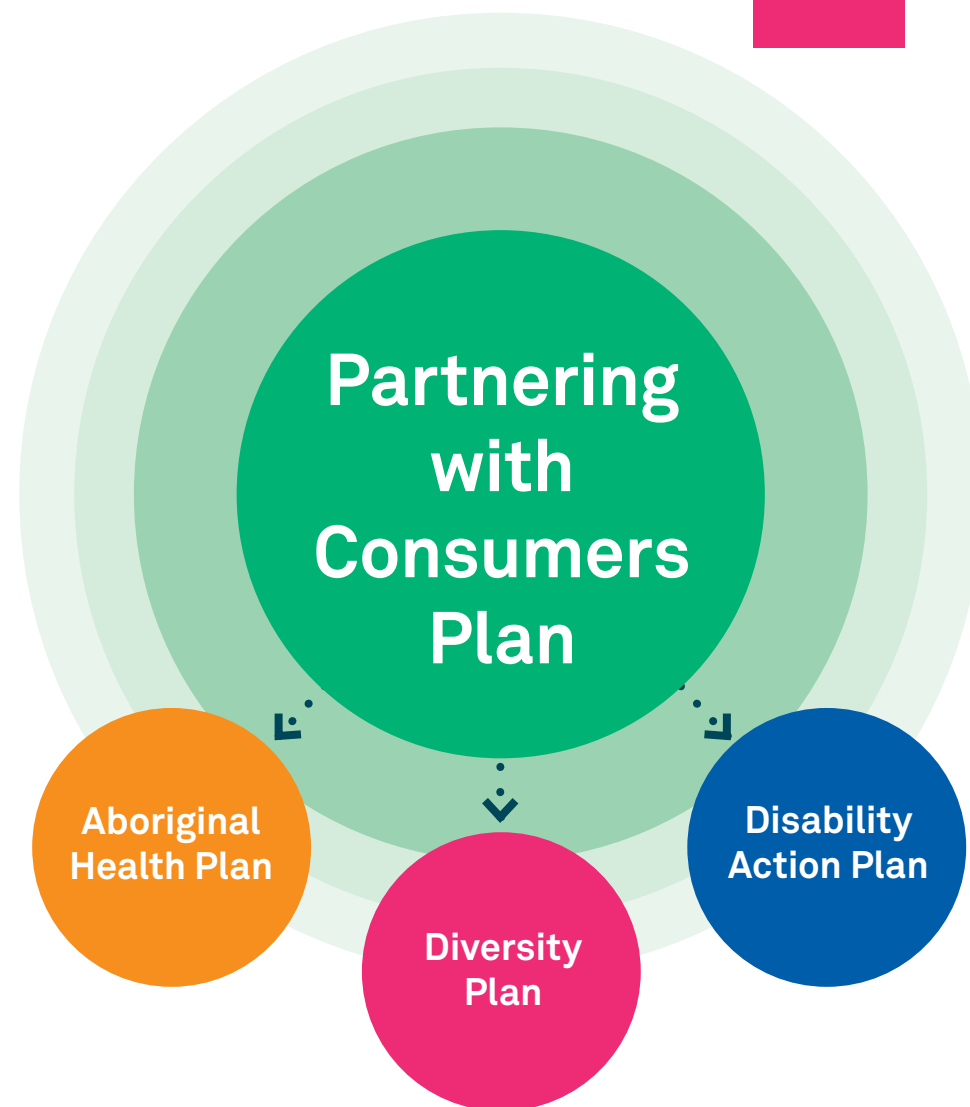 Partnering
with
Consumers
Plan
Aboriginal
Health Plan
Diversity
Plan
Disability
Action Plan